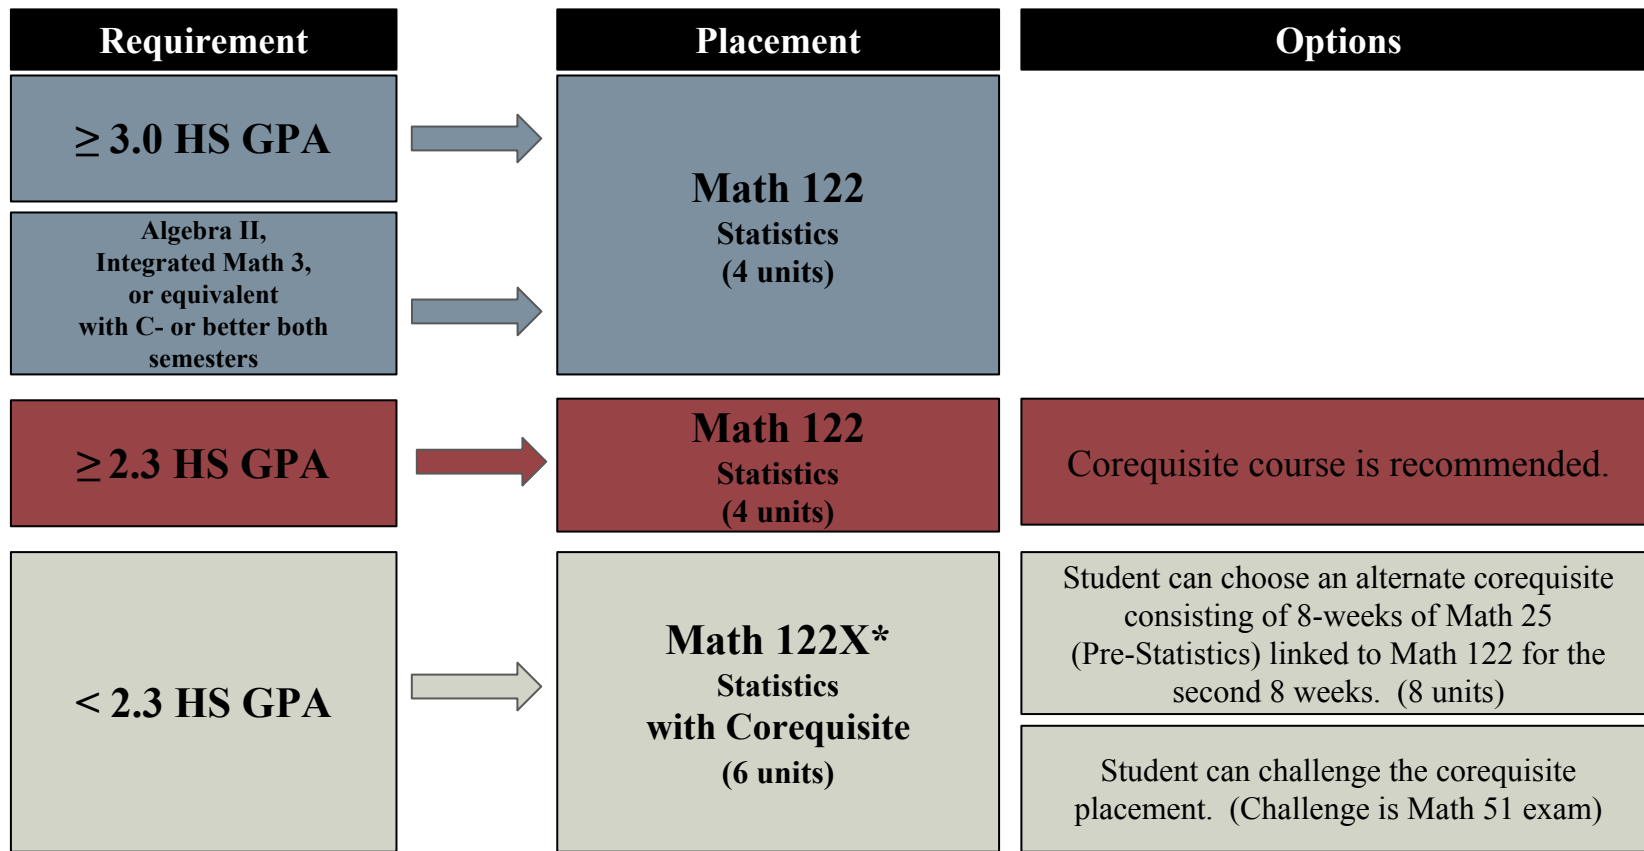 Requirement
Placement
Options
≥ 3.0 HS GPA
Algebra II,
Integrated Math 3,
or equivalent
with C- or better both
semesters
Math 122
Statistics
(4 units)
≥ 2.3 HS GPA
Math 122
Statistics
(4 units)
Corequisite course is recommended.
< 2.3 HS GPA
Math 122X*
Statistics
with Corequisite
(6 units)
Student can choose an alternate corequisite
consisting of 8-weeks of Math 25
(Pre-Statistics) linked to Math 122 for the
second 8 weeks.  (8 units)
Student can challenge the corequisite
placement.  (Challenge is Math 51 exam)